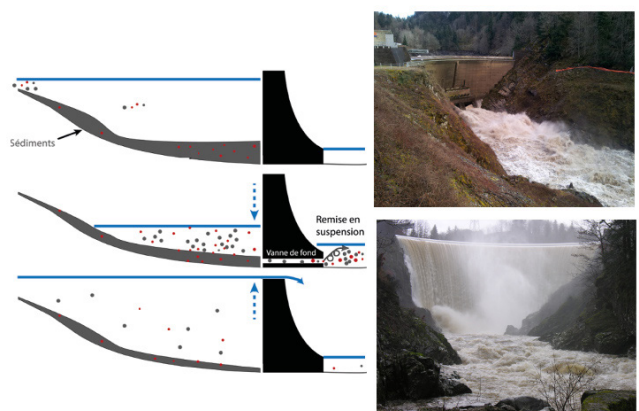 Sédiments
Remise en
suspension
Vanne de fond